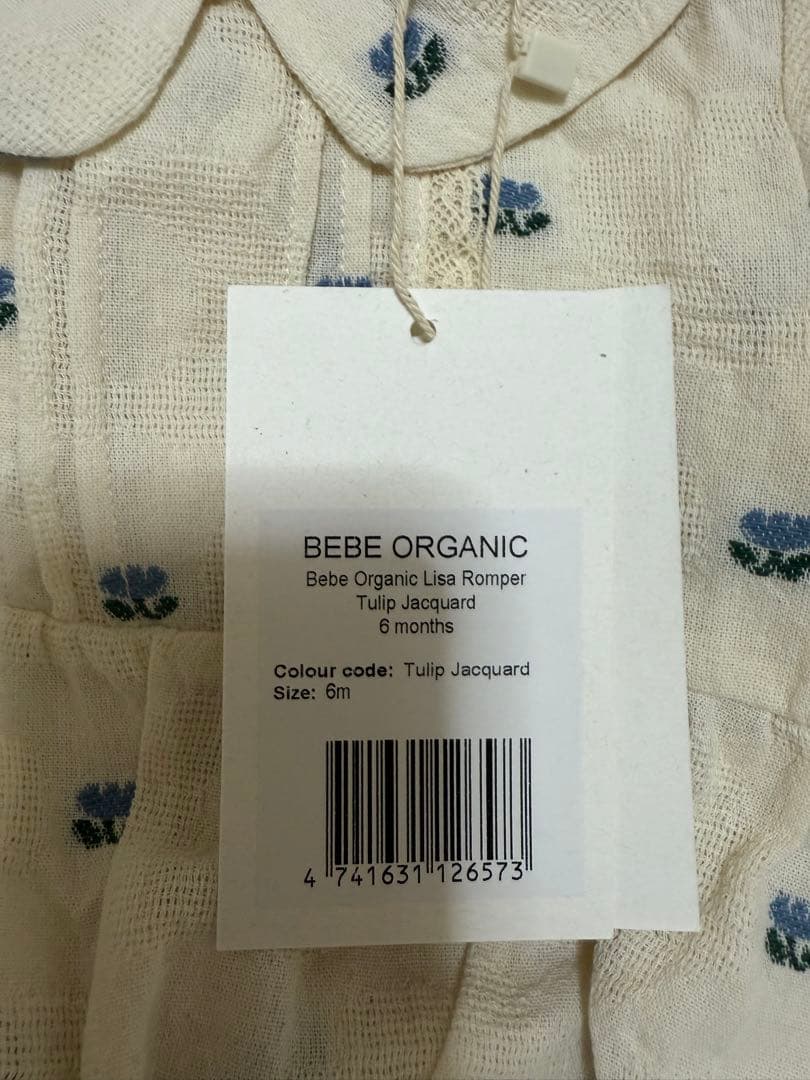 BEBE ORGANIC
Bebe Organic Lisa Romper
Tulip Jacquard
6 months
Colour code: Tulip Jacquard
Size: 6m
4 741631 126573